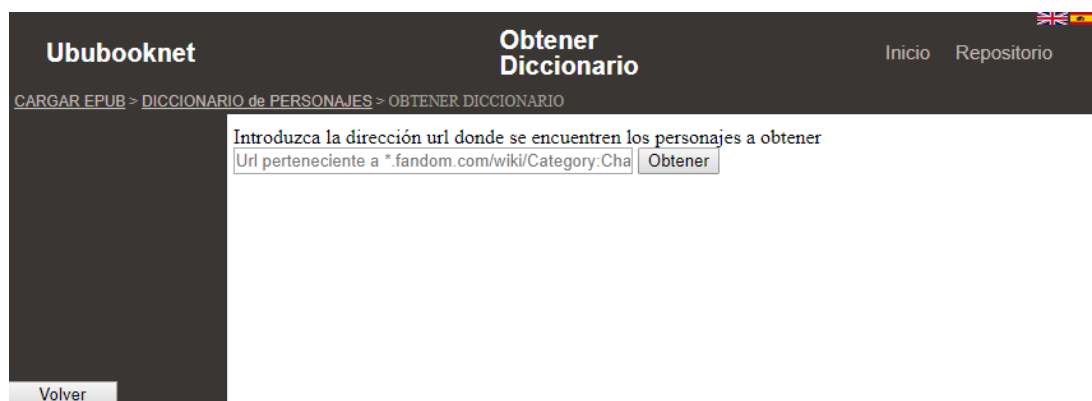 Ububooknet
Obtener
Diccionario
Inicio Repositorio
CARGAR EPUB > DICCIONARIO de PERSONAJES > OBTENER DICCIONARIO
Introduzca la dirección url donde se encuentren los personajes a obtener
Url perteneciente a *.fandom.com/wiki/Category:Cha Obtener
Volver